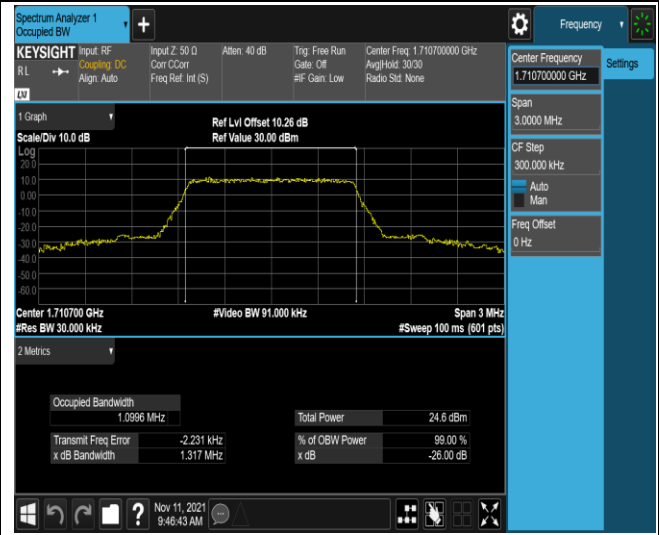 Spectrum Analyzer 1
Occupied BW
Frequency
KEYSIGHT
RL
LXI
Input: RF
Coupling: DC
Align: Auto
Input Z: 50 Ω
Corr CCorr
Freq Ref: Int (S)
Atten: 40 dB
Trig: Free Run
Gate: Off
#IF Gain: Low
Center Freq: 1.710700000 GHz
Avg|Hold: 30/30
Radio Std: None
Center Frequency
1.710700000 GHz
Settings
Span
3.0000 MHz
CF Step
300.000 kHz
Auto
Man
Freq Offset
0 Hz
1 Graph
Scale/Div 10.0 dB
Ref Lvl Offset 10.26 dB
Ref Value 30.00 dBm
Log
20.0
10.0
0.00
-10.0
-20.0
-30.0
-40.0
-50.0
-60.0
Center 1.710700 GHz
#Video BW 91.000 kHz
Span 3 MHz
#Res BW 30.000 kHz
#Sweep 100 ms (601 pts)
2 Metrics
Occupied Bandwidth
1.0996 MHz
Total Power 24.6 dBm
Transmit Freq Error -2.231 kHz
% of OBW Power 99.00 %
x dB Bandwidth 1.317 MHz
x dB -26.00 dB
?
Nov 11, 2021
9:46:43 AM